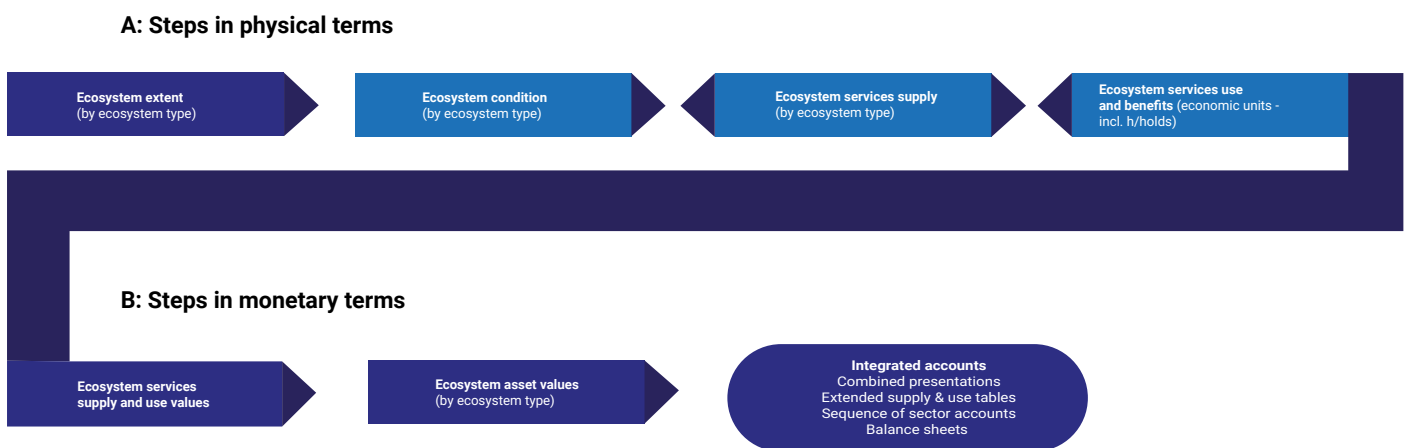 A: Steps in physical terms
Ecosystem extent
(by ecosystem type)
Ecosystem condition
(by ecosystem type)
Ecosystem services supply
(by ecosystem type)
Ecosystem services use
and benefits (economic units -
incl. h/holds)
B: Steps in monetary terms
Ecosystem services
supply and use values
Ecosystem asset values
(by ecosystem type)
Integrated accounts
Combined presentations
Extended supply & use tables
Sequence of sector accounts
Balance sheets